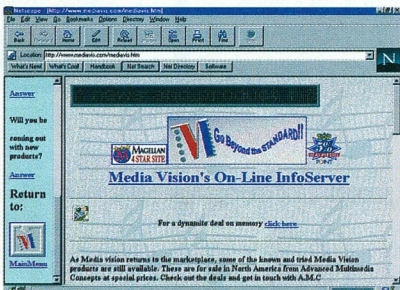 Netscape - [http://www.mediavis.com/mediavis.htm]
File Edit View Go Bookmarks Options Directory Window Help
Back Home Edit Reload Open Print Find
Location: http://www.mediavis.com/mediavis.htm
What's New! What's Cool! Handbook Net Search Net Directory Software
N
Answer
Will you be
coming out
with new
products?
Answer
Return
to:
MainMenu
MAGELLAN
4 STAR SITE
Go Beyond the STANDARD!!
POINT
Media Vision's On-Line InfoServer
For a dynamite deal on memory click here
As Media vision returns to the marketplace, some of the known and tried Media Vision
products are still available. These are for sale in North America from Advanced Multimedia
Concepts at special prices. Check out the deals and get in touch with A.M.C